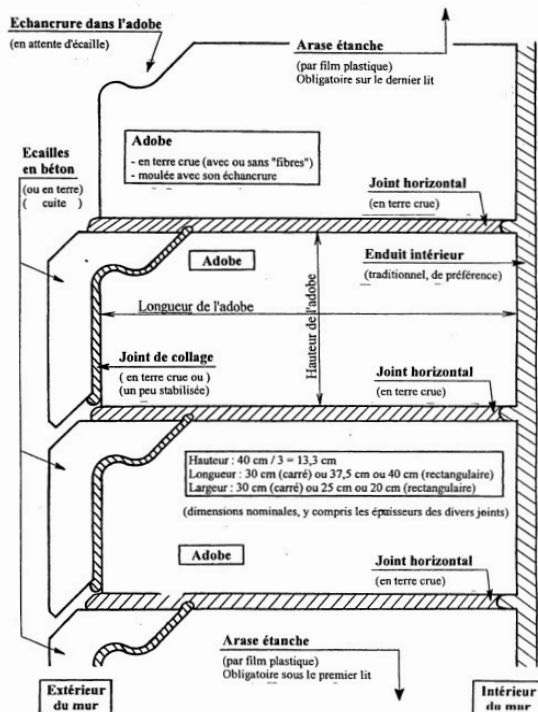 Echancrure dans l'adobe
(en attente d'écaille)
Arase étanche
(par film plastique)
Obligatoire sur le dernier lit
Adobe
- en terre crue (avec ou sans "fibres")
- moulée avec son échancrure
Ecailles
en béton
(ou en terre)
( cuite )
Joint horizontal
(en terre crue)
Adobe
Enduit intérieur
(traditionnel, de préférence)
Longueur de l'adobe
Hauteur de l'adobe
Joint de collage
( en terre crue ou )
(un peu stabilisée)
Joint horizontal
(en terre crue)
Hauteur : 40 cm / 3 = 13,3 cm
Longueur : 30 cm (carré) ou 37,5 cm ou 40 cm (rectangulaire)
Largeur : 30 cm (carré) ou 25 cm ou 20 cm (rectangulaire)
(dimensions nominales, y compris les épaisseurs des divers joints)
Adobe
Joint horizontal
(en terre crue)
Arase étanche
(par film plastique)
Obligatoire sous le premier lit
Extérieur
du mur
Intérieur
du mur